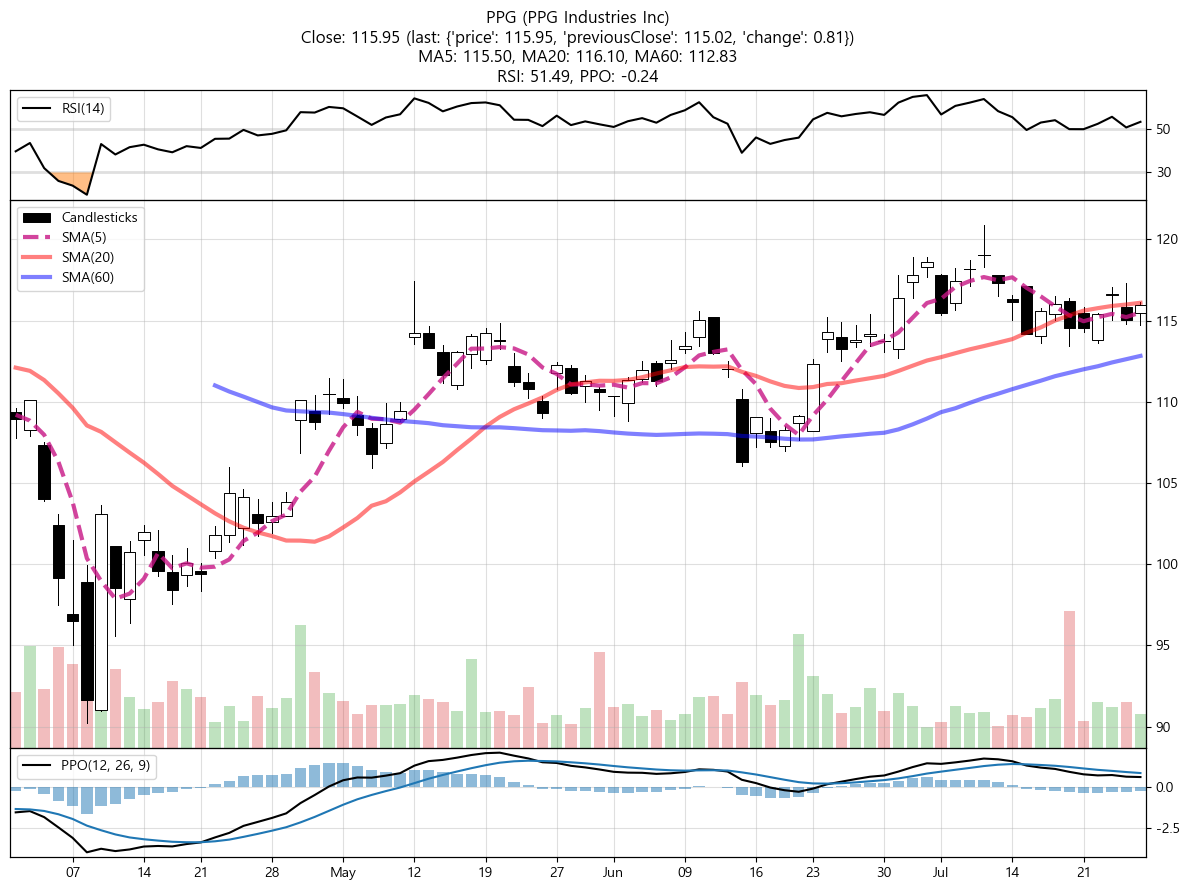 PPG (PPG Industries Inc)
Close: 115.95 (last: {'price': 115.95, 'previousClose': 115.02, 'change': 0.81})
MA5: 115.50, MA20: 116.10, MA60: 112.83
RSI: 51.49, PPO: -0.24
RSI(14)
50
30
Candlesticks
SMA(5)
SMA(20)
SMA(60)
120
115
110
105
100
95
90
PPO(12, 26, 9)
0.0
-2.5
07 14 21 28 May 12 19 27 Jun 09 16 23 30 Jul 14 21